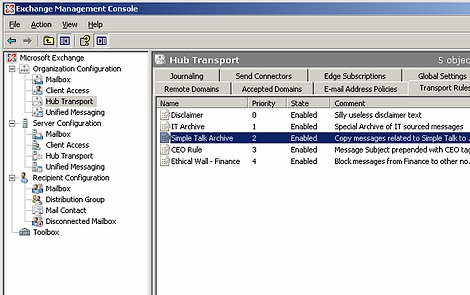 Exchange Management Console
File Action View Help
Microsoft Exchange
Organization Configuration
Mailbox
Client Access
Hub Transport
Unified Messaging
Server Configuration
Mailbox
Client Access
Hub Transport
Unified Messaging
Recipient Configuration
Mailbox
Distribution Group
Mail Contact
Disconnected Mailbox
Toolbox
Hub Transport 5 objec
Journaling Send Connectors Edge Subscriptions Global Settings
Remote Domains Accepted Domains E-mail Address Policies Transport Rules
Name Priority State Comment
Disclaimer 0 Enabled Silly useless disclaimer text
IT Archive 1 Enabled Special Archive of IT sourced messages
Simple Talk Archive 2 Enabled Copy messages related to Simple Talk to ..
CEO Rule 3 Enabled Message Subject prepended with CEO tag
Ethical Wall - Finance 4 Enabled Block messages from Finance to other no..